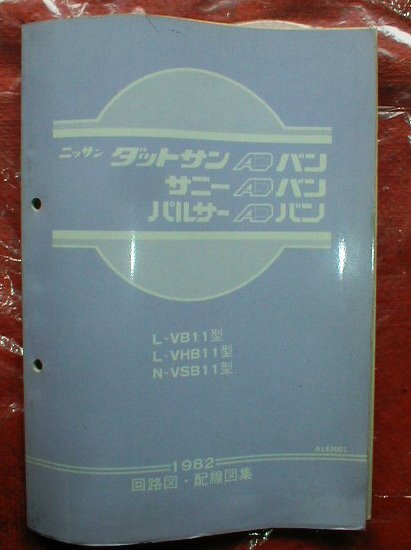 ニッサン ダットサン AD バン
サニー AD バン
パルサー AD バン
L-VB11型
L-VHB11型
N-VSB11型
A143001
1982
回路図・配線図集